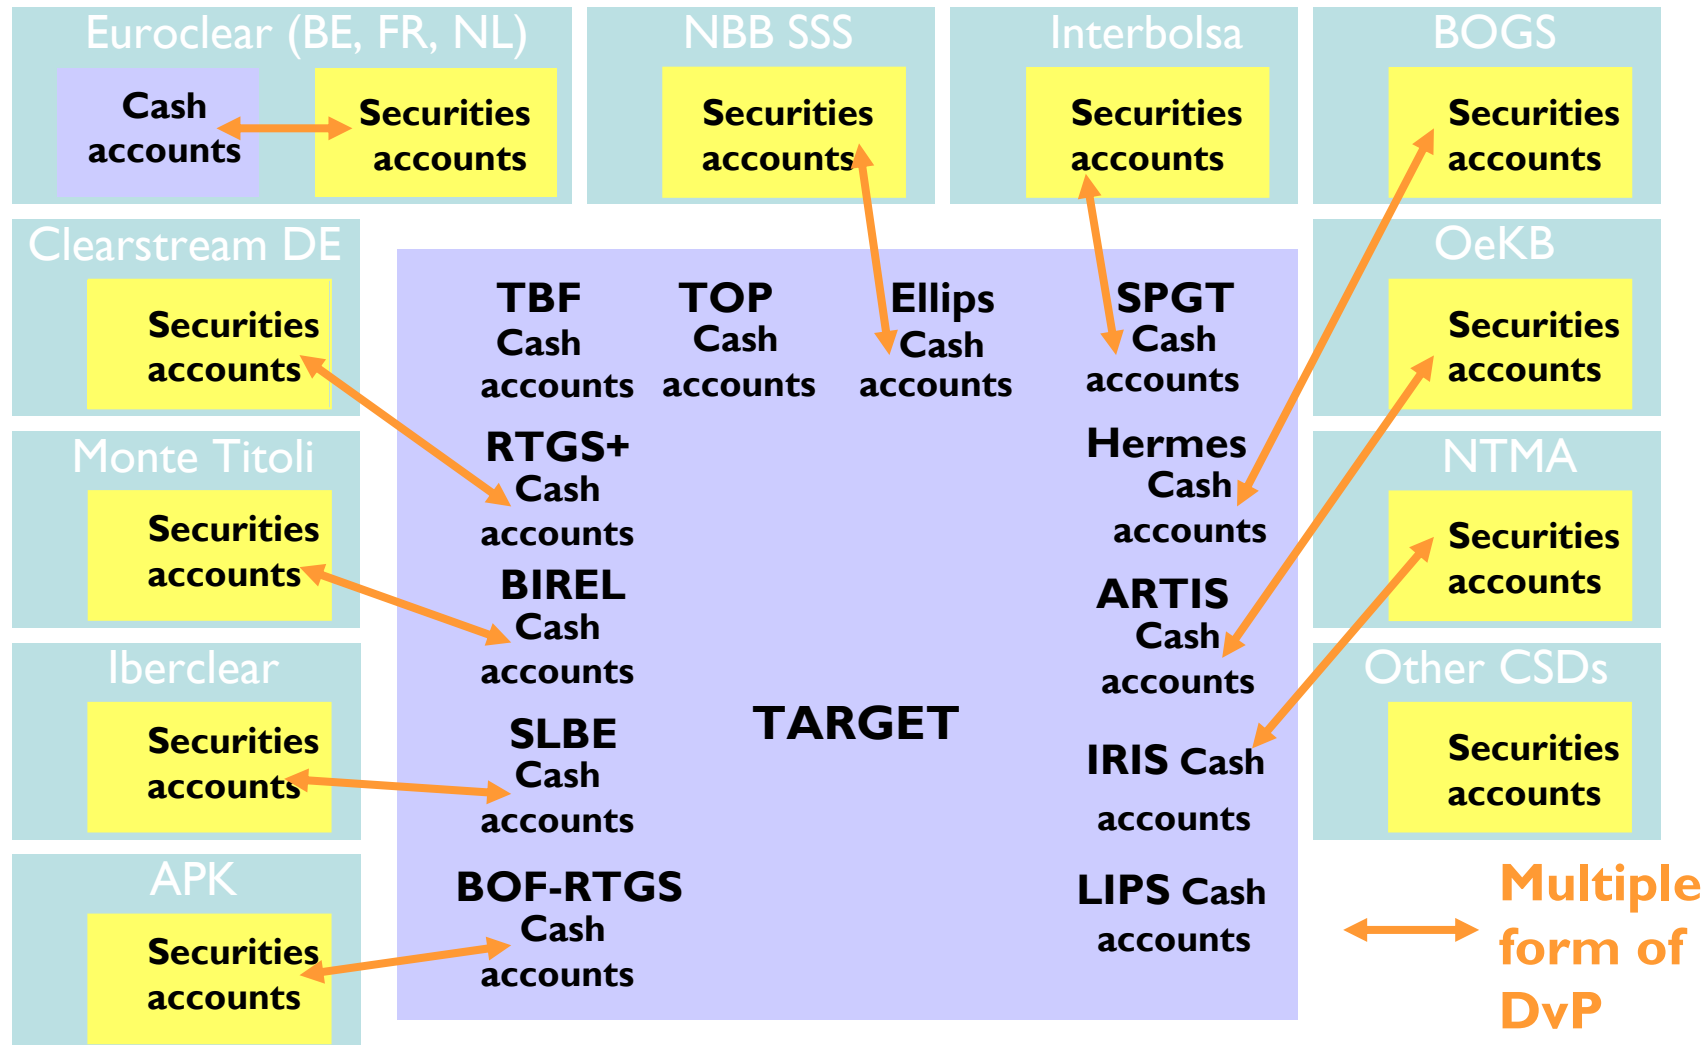 Euroclear (BE, FR, NL)
Cash
accounts
Securities
accounts
NBB SSS
Securities
accounts
Interbolsa
Securities
accounts
BOGS
Securities
accounts
Clearstream DE
Securities
accounts
Monte Titoli
Securities
accounts
Iberclear
Securities
accounts
APK
Securities
accounts
TBF
Cash
accounts
TOP
Cash
accounts
Ellips
Cash
accounts
SPGT
Cash
accounts
RTGS+
Cash
accounts
BIREL
Cash
accounts
SLBE
Cash
accounts
BOF-RTGS
Cash
accounts
TARGET
Hermes
Cash
accounts
ARTIS
Cash
accounts
IRIS Cash
accounts
LIPS Cash
accounts
OeKB
Securities
accounts
NTMA
Securities
accounts
Other CSDs
Securities
accounts
Multiple
form of
DvP